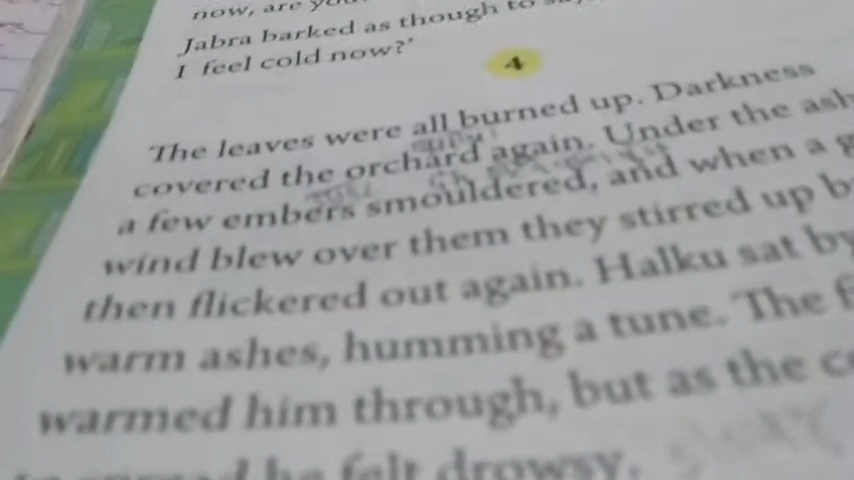 now, are you
Jabra barked as though to say
I feel cold now?'
4
The leaves were all burned up. Darkness
covered the orchard again. Under the ash
a few embers smouldered, and when a g
wind blew over them they stirred up b
then flickered out again. Halku sat by
warm ashes, humming a tune. The f
warmed him through, but as the c
he felt drowsy.